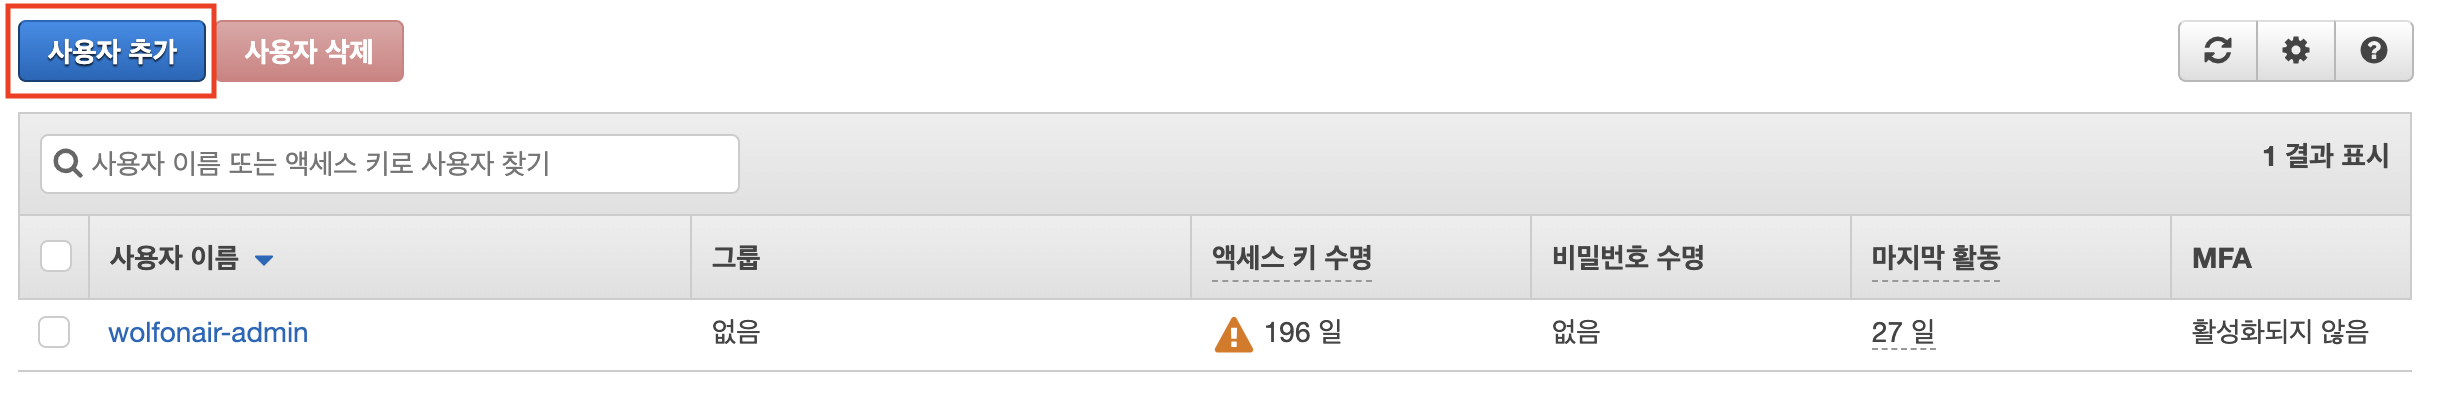 사용자 추가 사용자 삭제
사용자 이름 또는 액세스 키로 사용자 찾기 1 결과 표시
사용자 이름 그룹 액세스 키 수명 비밀번호 수명 마지막 활동 MFA
wolfonair-admin 없음 196 일 없음 27 일 활성화되지 않음